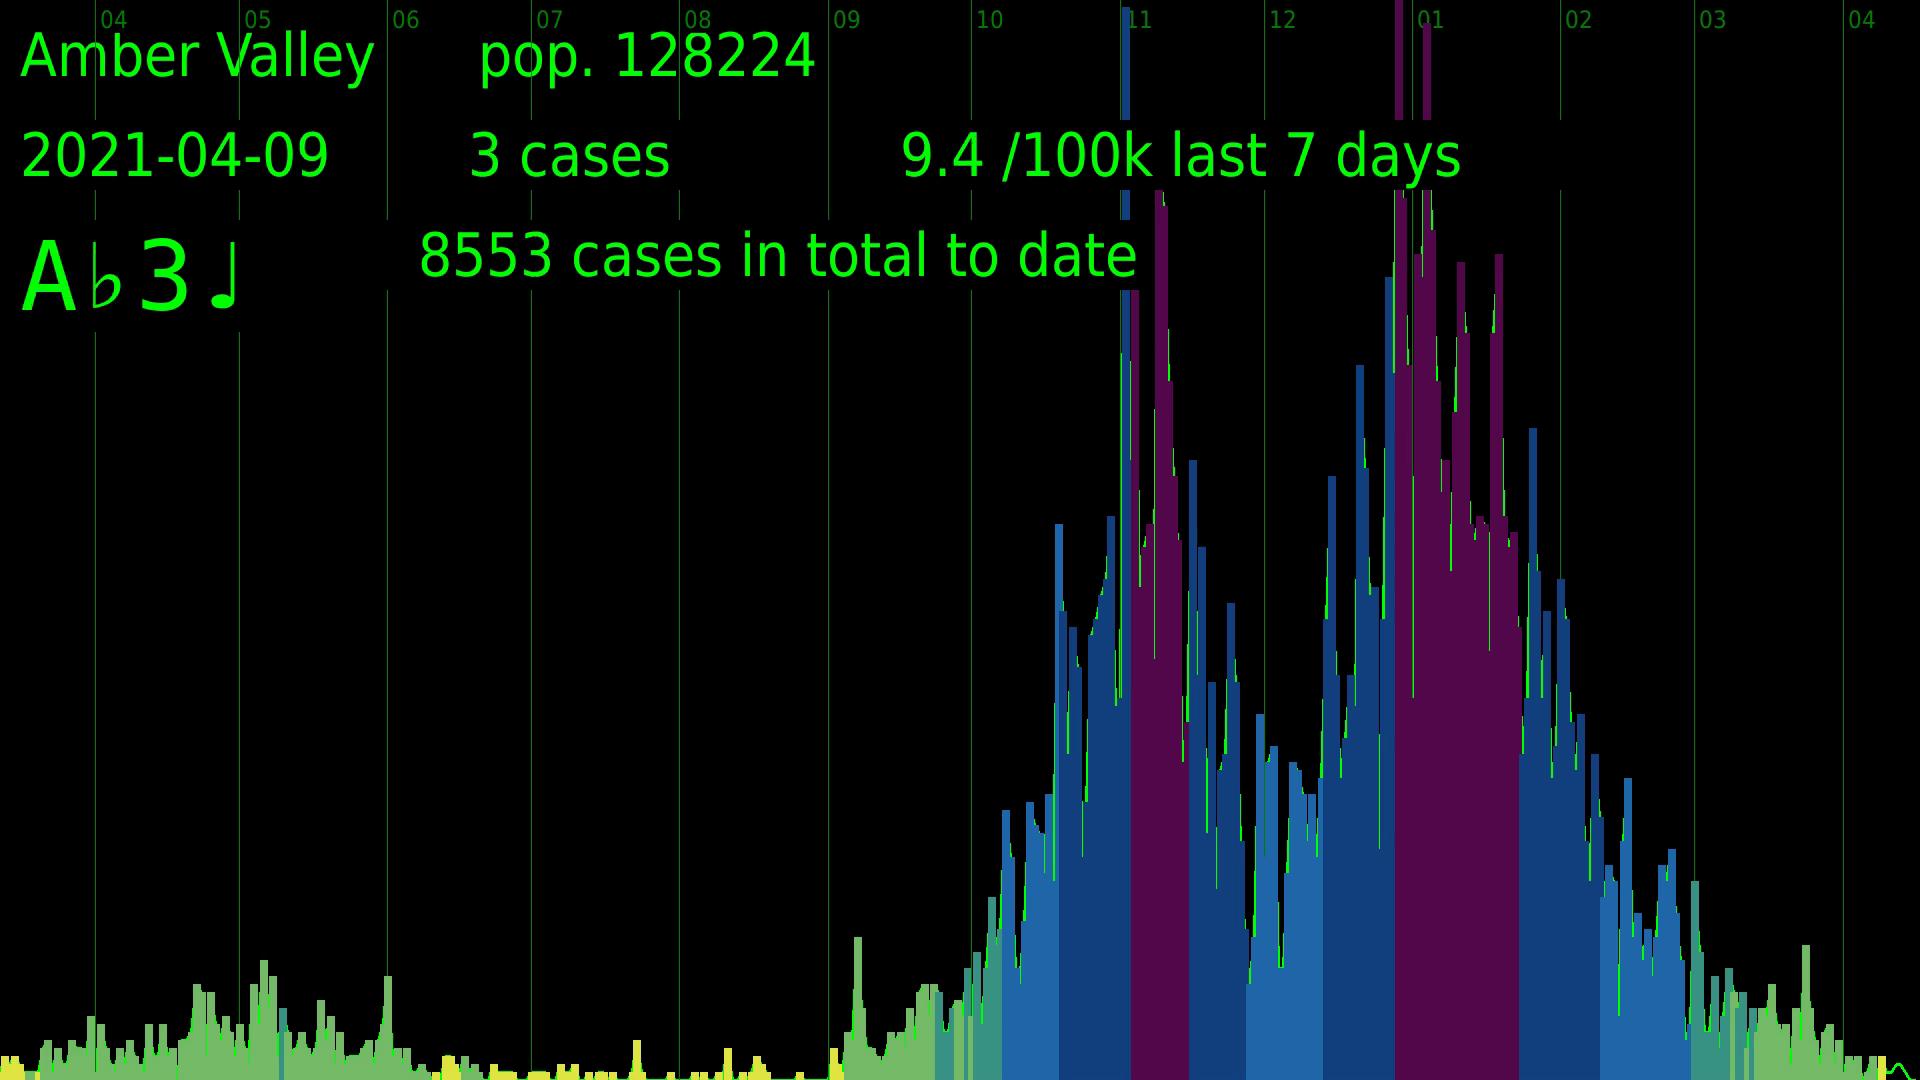 04 05 06 07 08 09 10 11 12 01 02 03 04
Amber Valley pop. 128224
2021-04-09 3 cases 9.4 /100k last 7 days
A♭3♩ 8553 cases in total to date